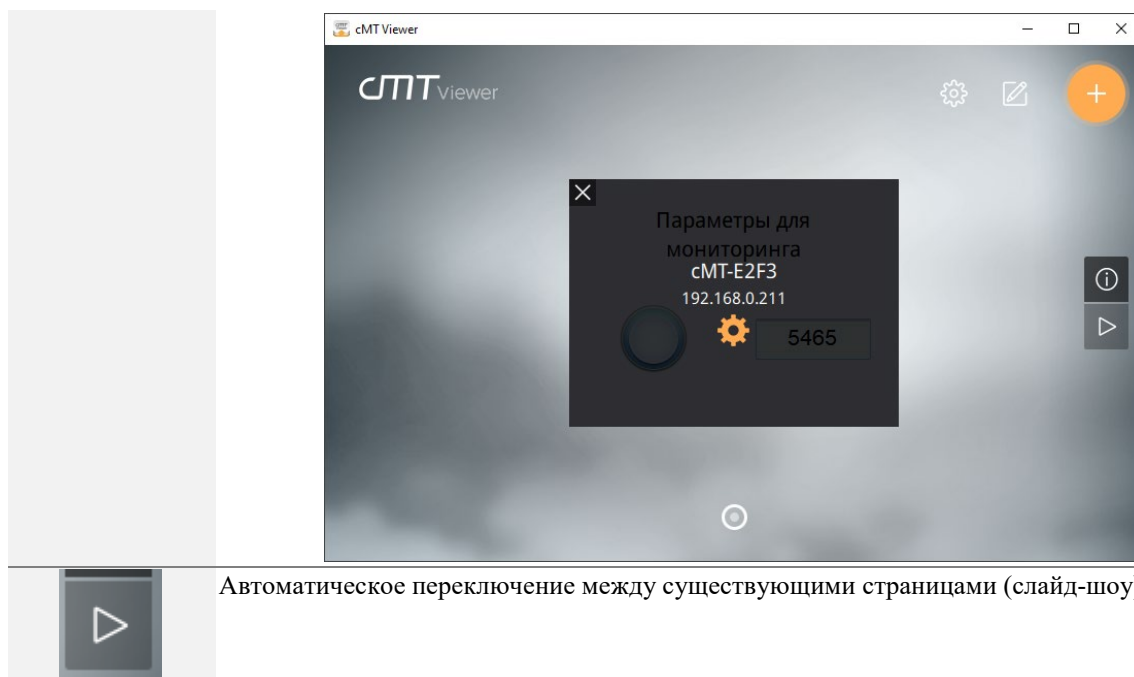 cMT Viewer
cMT Viewer
Параметры для
мониторинга
cMT-E2F3
192.168.0.211
5465
Автоматическое переключение между существующими страницами (слайд-шоу